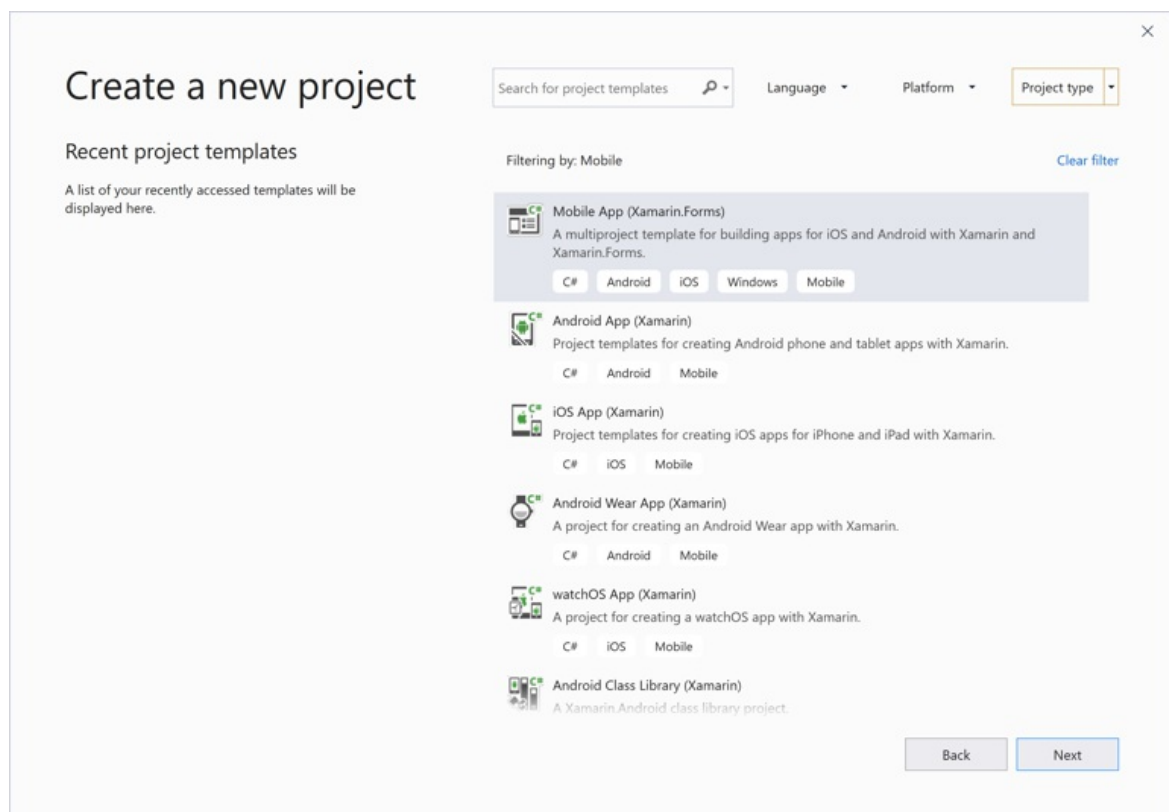 Create a new project
Search for project templates
Language
Platform
Project type
Recent project templates
A list of your recently accessed templates will be
displayed here.
Filtering by: Mobile
Clear filter
Mobile App (Xamarin.Forms)
A multiproject template for building apps for iOS and Android with Xamarin and
Xamarin.Forms.
C# Android iOS Windows Mobile
Android App (Xamarin)
Project templates for creating Android phone and tablet apps with Xamarin.
C# Android Mobile
iOS App (Xamarin)
Project templates for creating iOS apps for iPhone and iPad with Xamarin.
C# iOS Mobile
Android Wear App (Xamarin)
A project for creating an Android Wear app with Xamarin.
C# Android Mobile
watchOS App (Xamarin)
A project for creating a watchOS app with Xamarin.
C# iOS Mobile
Android Class Library (Xamarin)
A Xamarin.Android class library project.
Back
Next